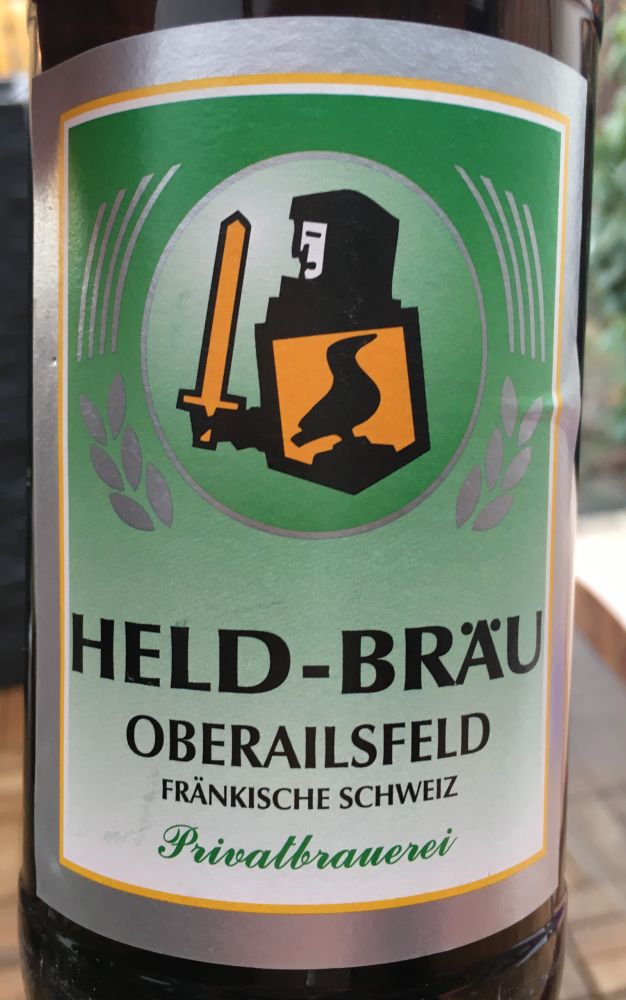 HELD-BRÄU
OBERAILSFELD
FRÄNKISCHE SCHWEIZ
Privatbrauerei